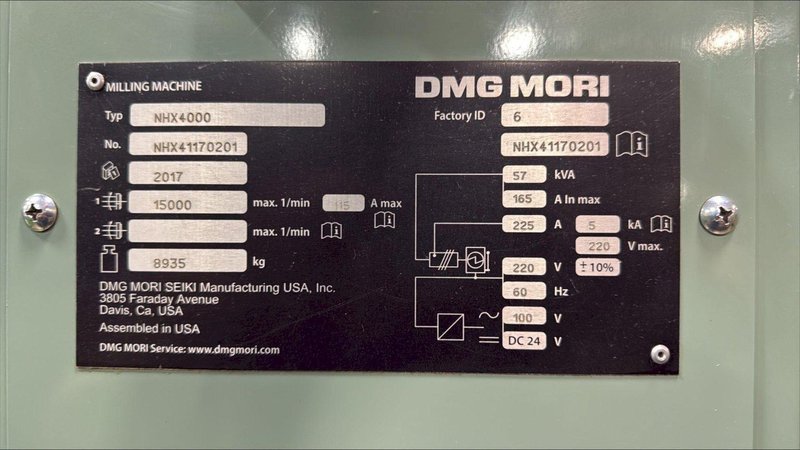 MILLING MACHINE
DMG MORI
Typ NHX4000
Factory ID 6
No. NHX41170201
NHX41170201
2017
57 kVA
1 15000 max. 1/min 115 A max
165 A In max
2 max. 1/min
225 A 5 kA
220 V max.
8935 kg
220 V ± 10%
60 Hz
DMG MORI SEIKI Manufacturing USA, Inc.
3805 Faraday Avenue
Davis, Ca, USA
100 V
Assembled in USA
DC 24 V
DMG MORI Service: www.dmgmori.com